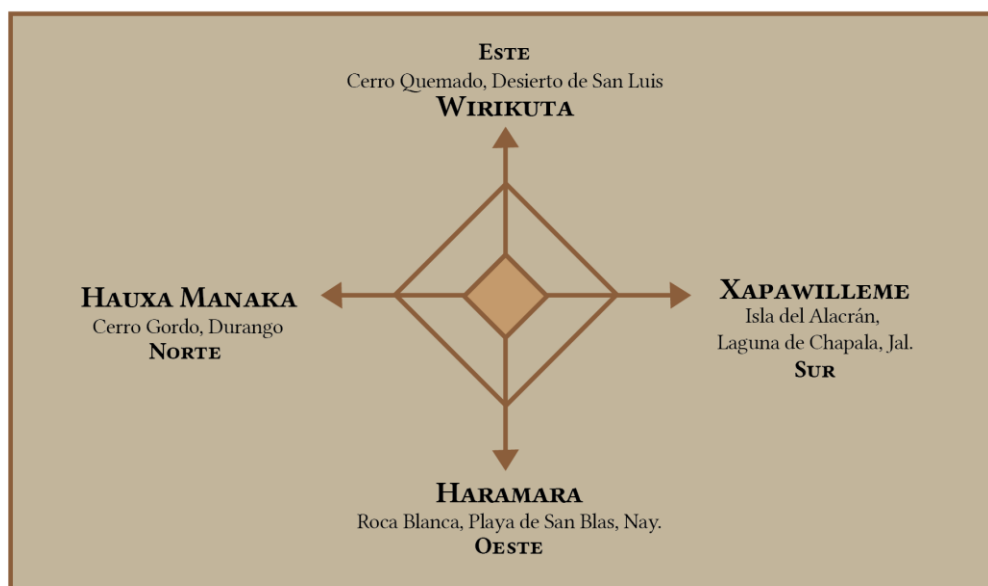 ESTE
Cerro Quemado, Desierto de San Luis
WIRIKUTA
HAUXA MANAKA
Cerro Gordo, Durango
NORTE
XAPAWILLEME
Isla del Alacrán,
Laguna de Chapala, Jal.
SUR
HARAMARA
Roca Blanca, Playa de San Blas, Nay.
OESTE